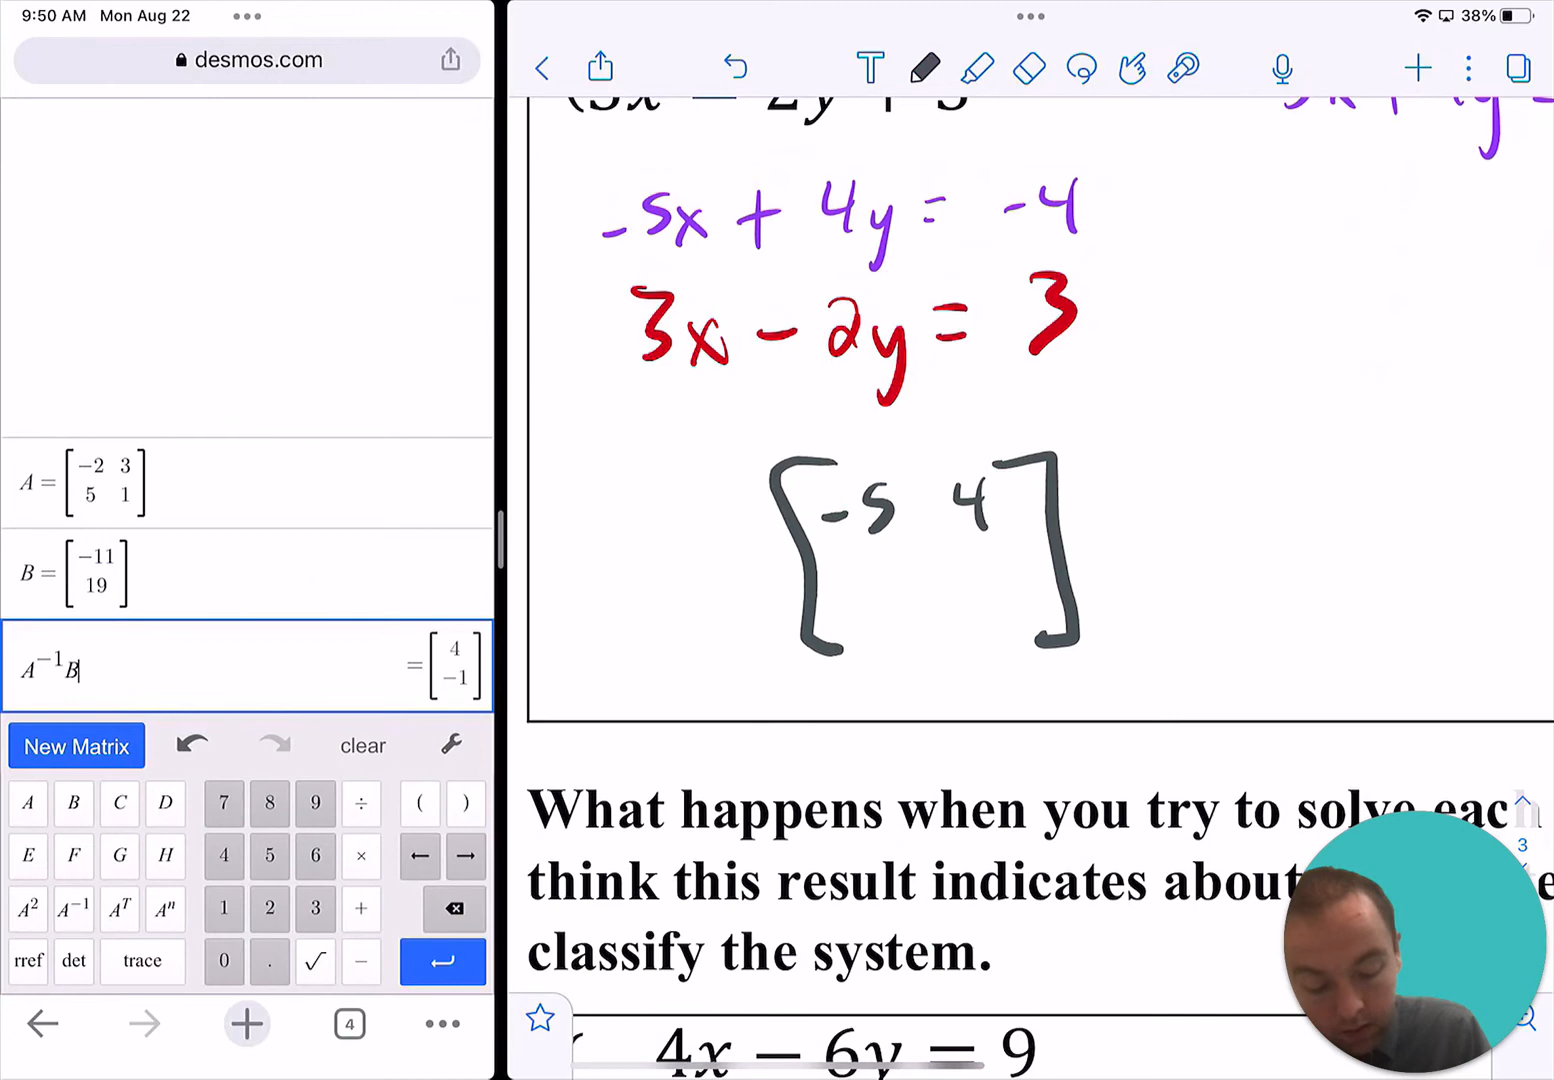 9:50 AM Mon Aug 22
38%
desmos.com
-5x + 4y = -4
3x - 2y = 3
[-5 4]
A = [-2 3
5 1]
B = [-11
19]
A⁻¹B = [4
-1]
New Matrix clear
A B C D 7 8 9 ÷ ( )
E F G H 4 5 6 × ← →
A² A⁻¹ Aᵀ Aⁿ 1 2 3 +
rref det trace 0 . √ −
4
What happens when you try to solve each
3
think this result indicates about
classify the system.
4x − 6y = 9